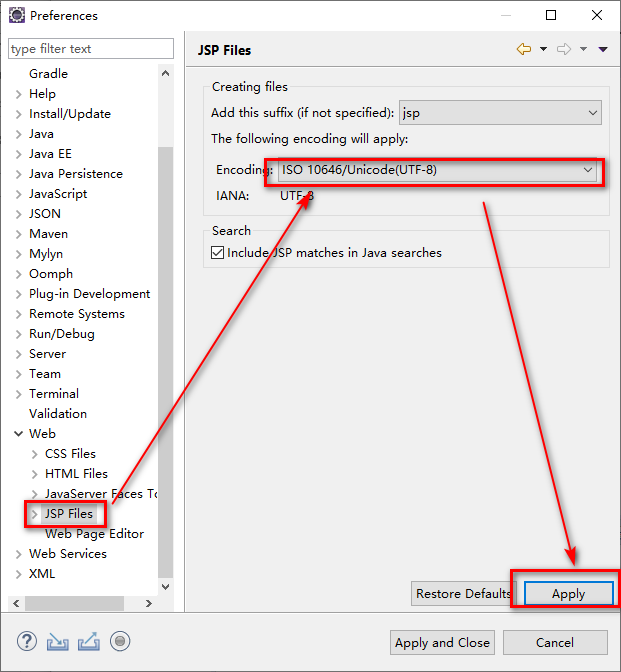 Preferences
type filter text
Gradle
Help
Install/Update
Java
Java EE
Java Persistence
JavaScript
JSON
Maven
Mylyn
Oomph
Plug-in Development
Remote Systems
Run/Debug
Server
Team
Terminal
Validation
Web
CSS Files
HTML Files
JavaServer Faces To
JSP Files
Web Page Editor
Web Services
XML
JSP Files
Creating files
Add this suffix (if not specified): jsp
The following encoding will apply:
Encoding: ISO 10646/Unicode(UTF-8)
IANA: UTF-8
Search
Include JSP matches in Java searches
Restore Defaults Apply
Apply and Close Cancel